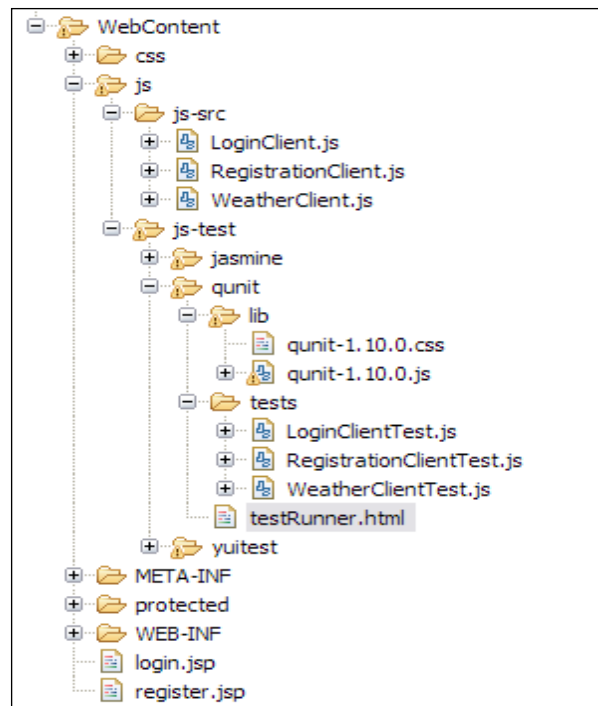 WebContent
css
js
js-src
LoginClient.js
RegistrationClient.js
WeatherClient.js
js-test
jasmine
qunit
lib
qunit-1.10.0.css
qunit-1.10.0.js
tests
LoginClientTest.js
RegistrationClientTest.js
WeatherClientTest.js
testRunner.html
yuitest
META-INF
protected
WEB-INF
login.jsp
register.jsp